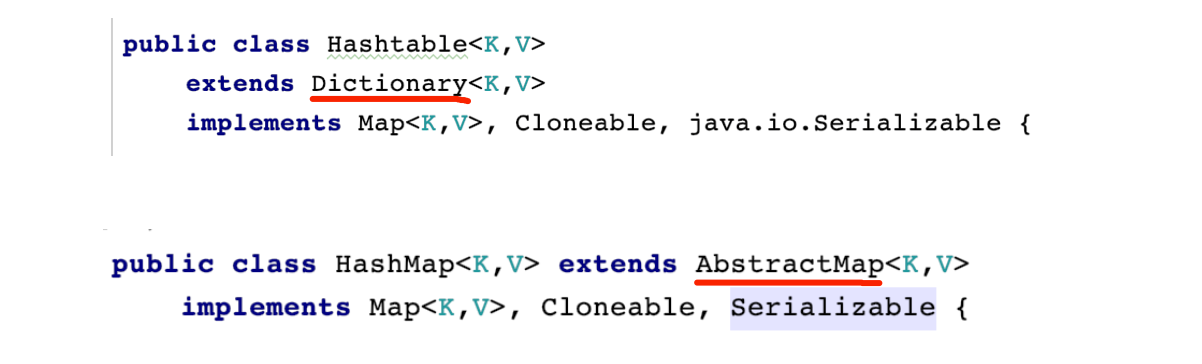 public class Hashtable<K,V>
extends Dictionary<K,V>
implements Map<K,V>, Cloneable, java.io.Serializable {
public class HashMap<K,V> extends AbstractMap<K,V>
implements Map<K,V>, Cloneable, Serializable {